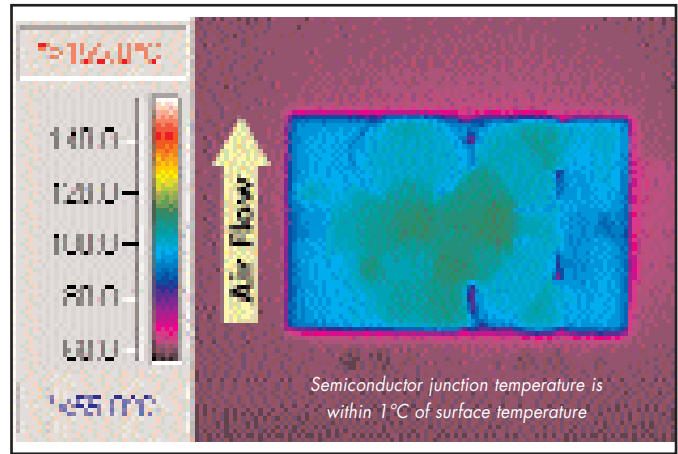 140.0
120.0
100.0
80.0
60.0
Air Flow
Semiconductor junction temperature is
within 1°C of surface temperature